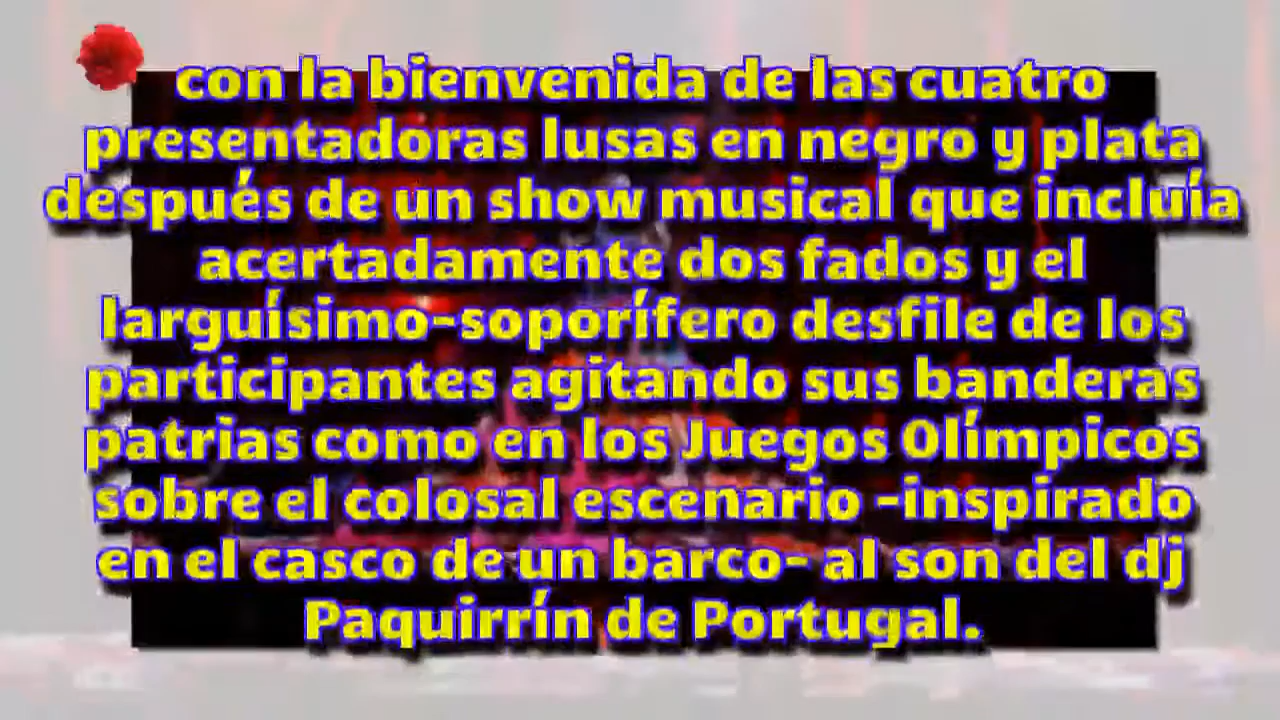 con la bienvenida de las cuatro
presentadoras lusas en negro y plata
después de un show musical que incluía
acertadamente dos fados y el
larguísimo-soporífero desfile de los
participantes agitando sus banderas
patrias como en los Juegos Olímpicos
sobre el colosal escenario -inspirado
en el casco de un barco- al son del dj
Paquirrín de Portugal.